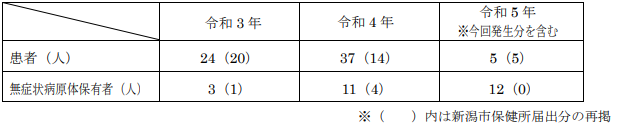 令和3年 令和4年 令和5年
※今回発生分を含む
患者（人） 24（20） 37（14） 5（5）
無症状病原体保有者（人） 3（1） 11（4） 12（0）
※（　　）内は新潟市保健所届出分の再掲